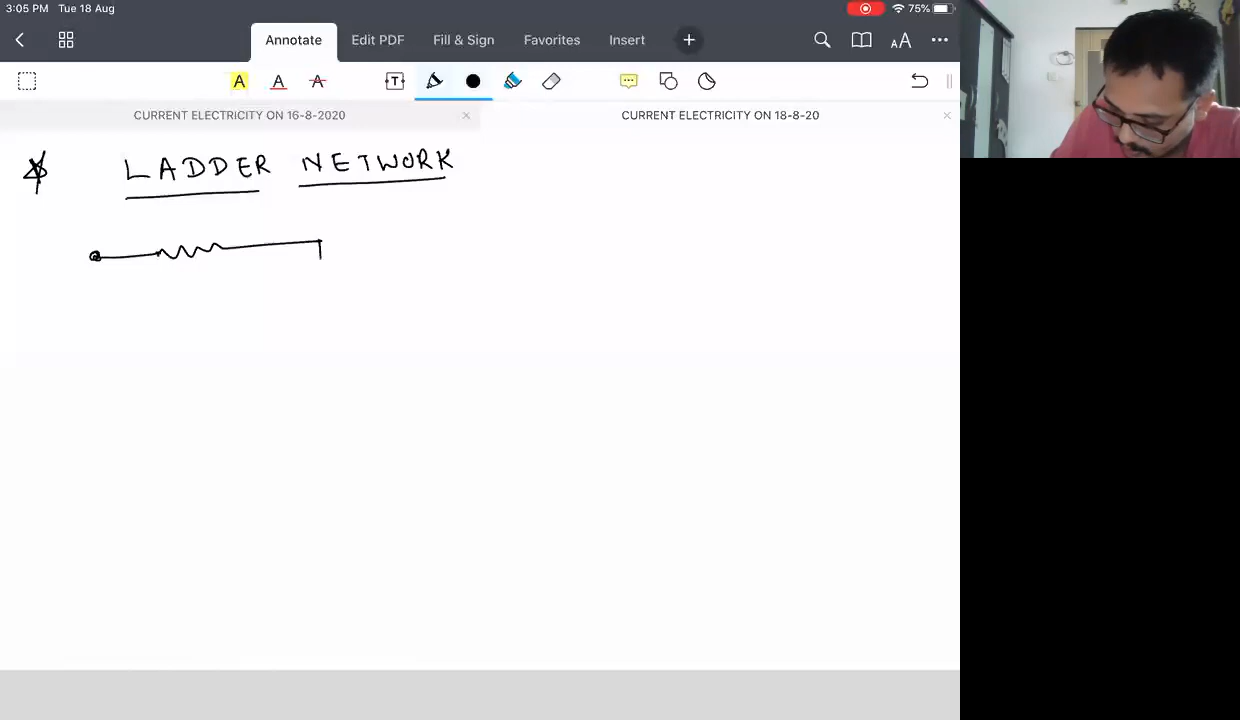 3:05 PM Tue 18 Aug 75%
Annotate Edit PDF Fill & Sign Favorites Insert
A A A T
CURRENT ELECTRICITY ON 16-8-2020
CURRENT ELECTRICITY ON 18-8-20
LADDER NETWORK